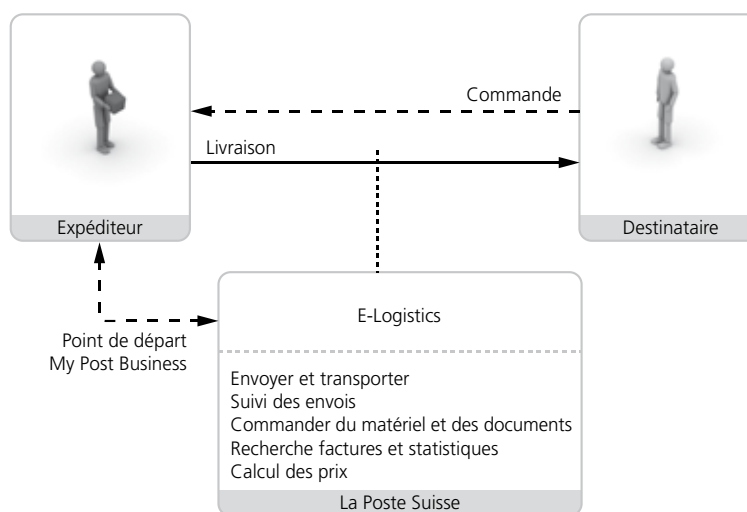 Commande
Livraison
Expéditeur
Destinataire
Point de départ
My Post Business
E-Logistics
Envoyer et transporter
Suivi des envois
Commander du matériel et des documents
Recherche factures et statistiques
Calcul des prix
La Poste Suisse